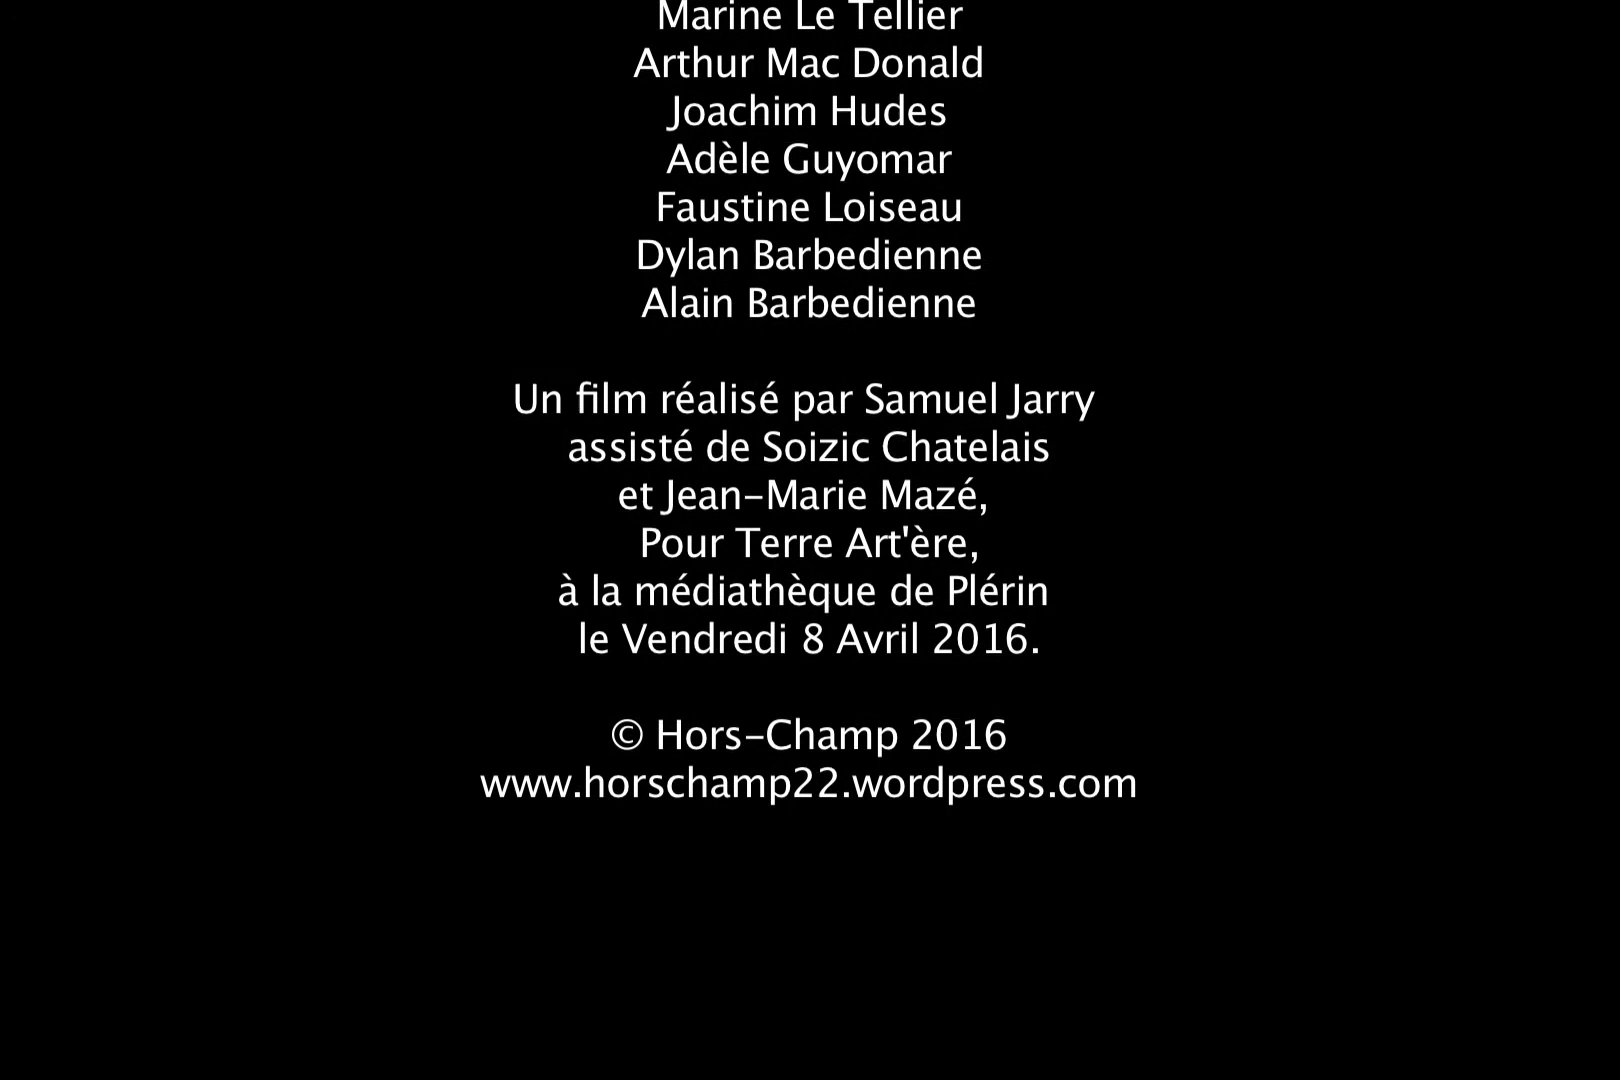 Marine Le Tellier
Arthur Mac Donald
Joachim Hudes
Adèle Guyomar
Faustine Loiseau
Dylan Barbedienne
Alain Barbedienne
Un film réalisé par Samuel Jarry
assisté de Soizic Chatelais
et Jean-Marie Mazé,
Pour Terre Art'ère,
à la médiathèque de Plérin
le Vendredi 8 Avril 2016.
© Hors-Champ 2016
www.horschamp22.wordpress.com